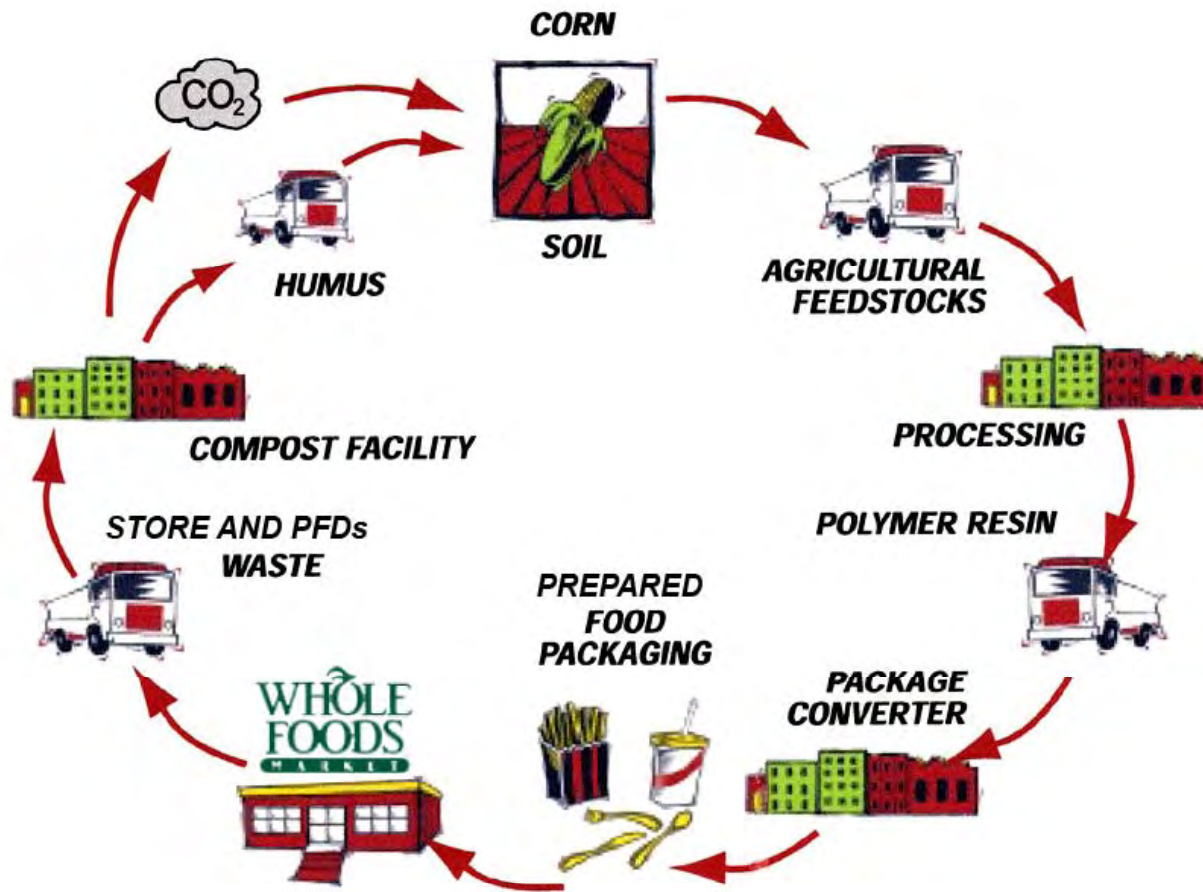 CORN
CO2
SOIL
HUMUS
AGRICULTURAL
FEEDSTOCKS
COMPOST FACILITY
PROCESSING
STORE AND PFDs
WASTE
POLYMER RESIN
PREPARED
FOOD
PACKAGING
PACKAGE
CONVERTER
WHOLE
FOODS
MARKET